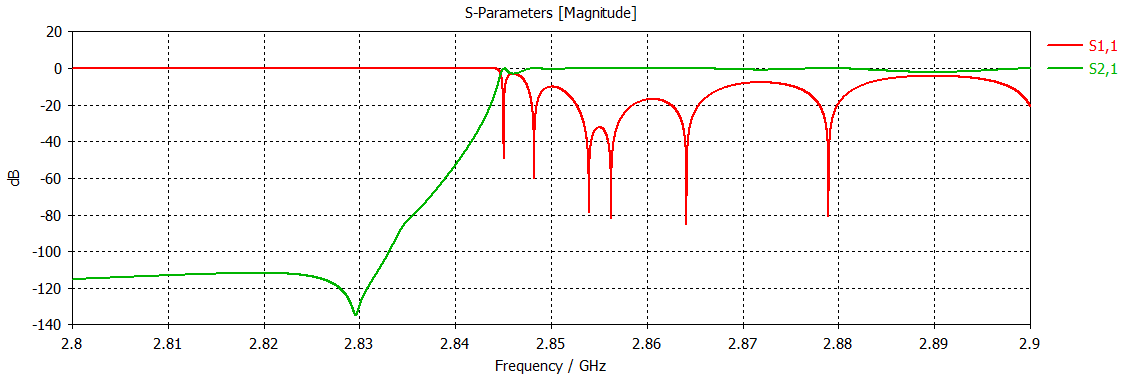 S-Parameters [Magnitude]
20
0
-20
-40
-60
-80
-100
-120
-140
dB
2.8 2.81 2.82 2.83 2.84 2.85 2.86 2.87 2.88 2.89 2.9
Frequency / GHz
S1,1
S2,1